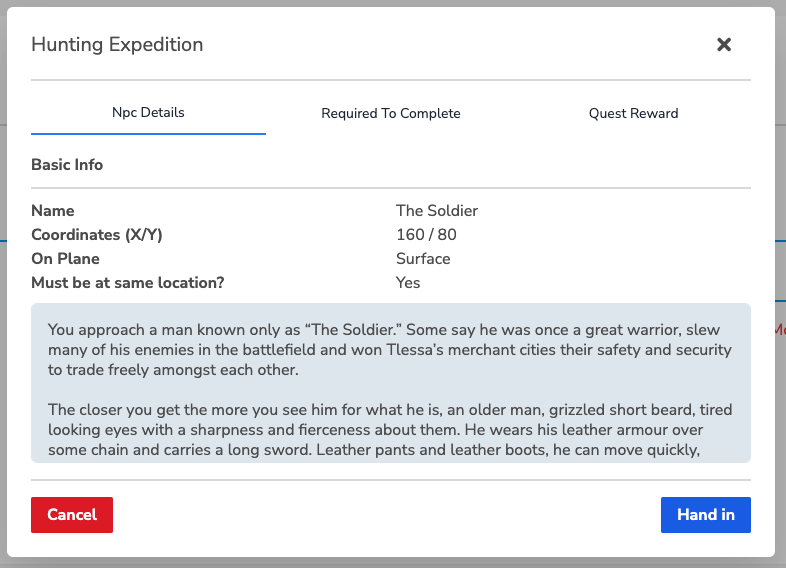 Hunting Expedition
Npc Details Required To Complete Quest Reward
Basic Info
Name The Soldier
Coordinates (X/Y) 160 / 80
On Plane Surface
Must be at same location? Yes
You approach a man known only as “The Soldier.” Some say he was once a great warrior, slew
many of his enemies in the battlefield and won Tlessa’s merchant cities their safety and security
to trade freely amongst each other.
The closer you get the more you see him for what he is, an older man, grizzled short beard, tired
looking eyes with a sharpness and fierceness about them. He wears his leather armour over
some chain and carries a long sword. Leather pants and leather boots, he can move quickly,
Cancel Hand in